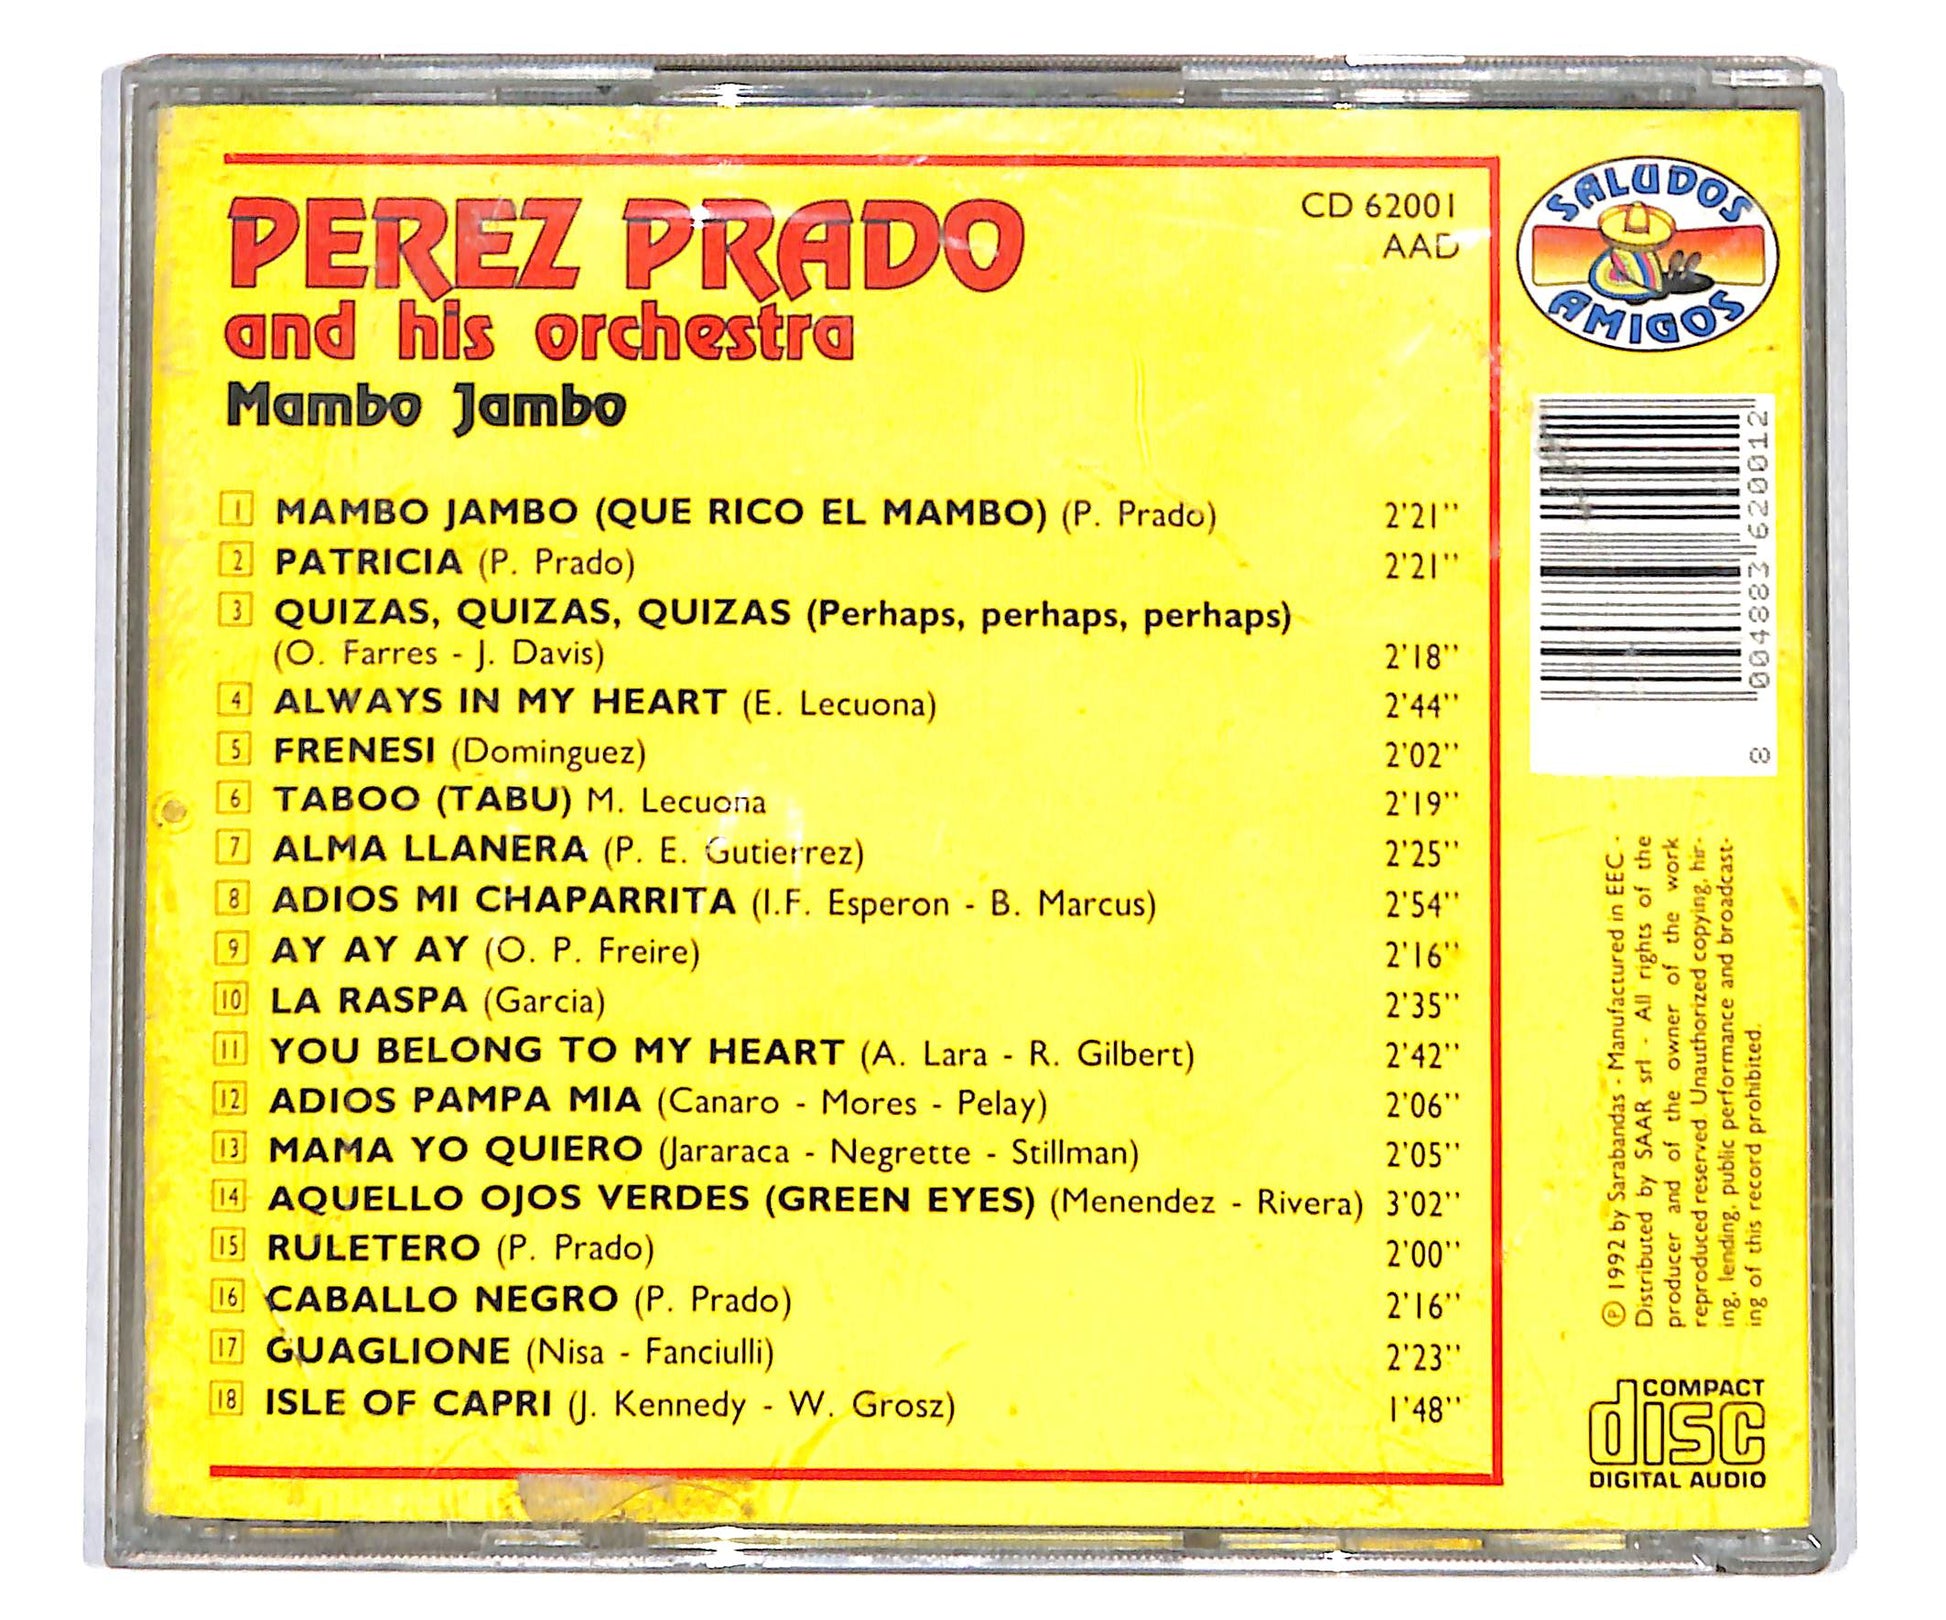 PEREZ PRADO
and his orchestra
Mambo Jambo
CD 62001
AAD
1 MAMBO JAMBO (QUE RICO EL MAMBO) (P. Prado) 2'21''
2 PATRICIA (P. Prado) 2'21''
3 QUIZAS, QUIZAS, QUIZAS (Perhaps, perhaps, perhaps)
(O. Farres - J. Davis) 2'18''
4 ALWAYS IN MY HEART (E. Lecuona) 2'44''
5 FRENESI (Dominguez) 2'02''
6 TABOO (TABU) M. Lecuona 2'19''
7 ALMA LLANERA (P. E. Gutierrez) 2'25''
8 ADIOS MI CHAPARRITA (I.F. Esperon - B. Marcus) 2'54''
9 AY AY AY (O. P. Freire) 2'16''
10 LA RASPA (Garcia) 2'35''
11 YOU BELONG TO MY HEART (A. Lara - R. Gilbert) 2'42''
12 ADIOS PAMPA MIA (Canaro - Mores - Pelay) 2'06''
13 MAMA YO QUIERO (Jararaca - Negrette - Stillman) 2'05''
14 AQUELLO OJOS VERDES (GREEN EYES) (Menendez - Rivera) 3'02''
15 RULETERO (P. Prado) 2'00''
16 CABALLO NEGRO (P. Prado) 2'16''
17 GUAGLIONE (Nisa - Fanciulli) 2'23''
18 ISLE OF CAPRI (J. Kennedy - W. Grosz) 1'48''
SALUDOS
AMIGOS
8 004883 620012
℗ 1992 by Sarabandas - Manufactured in EEC -
Distributed by SAAR srl - All rights of the
producer and of the owner of the work
reproduced reserved. Unauthorized copying, hir-
ing, lending, public performance and broadcast-
ing of this record prohibited.
COMPACT
disc
DIGITAL AUDIO